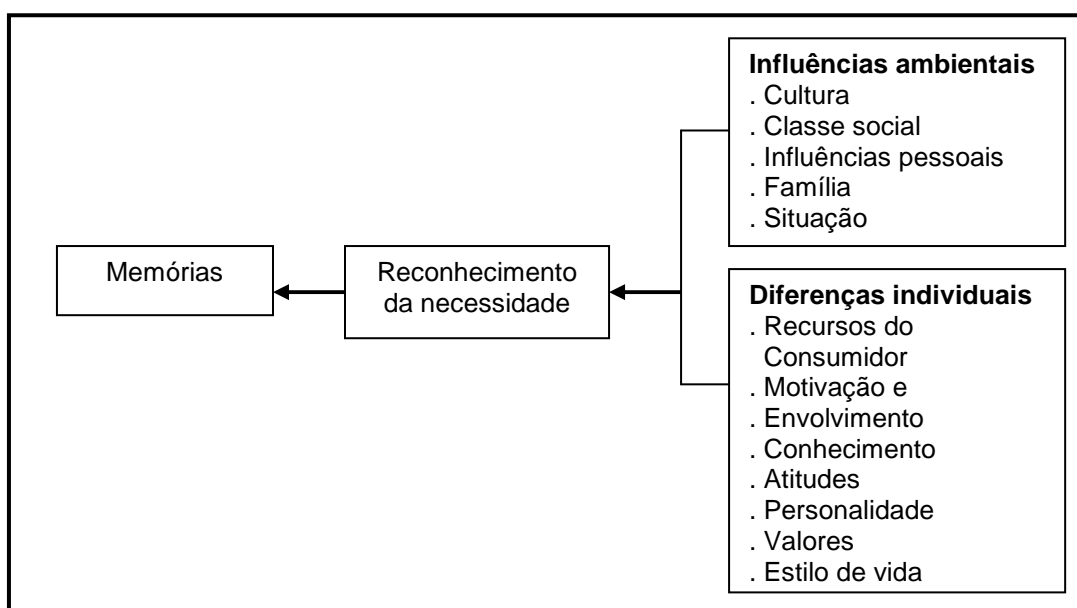 Memórias
Reconhecimento
da necessidade
Influências ambientais
. Cultura
. Classe social
. Influências pessoais
. Família
. Situação
Diferenças individuais
. Recursos do
Consumidor
. Motivação e
. Envolvimento
. Conhecimento
. Atitudes
. Personalidade
. Valores
. Estilo de vida